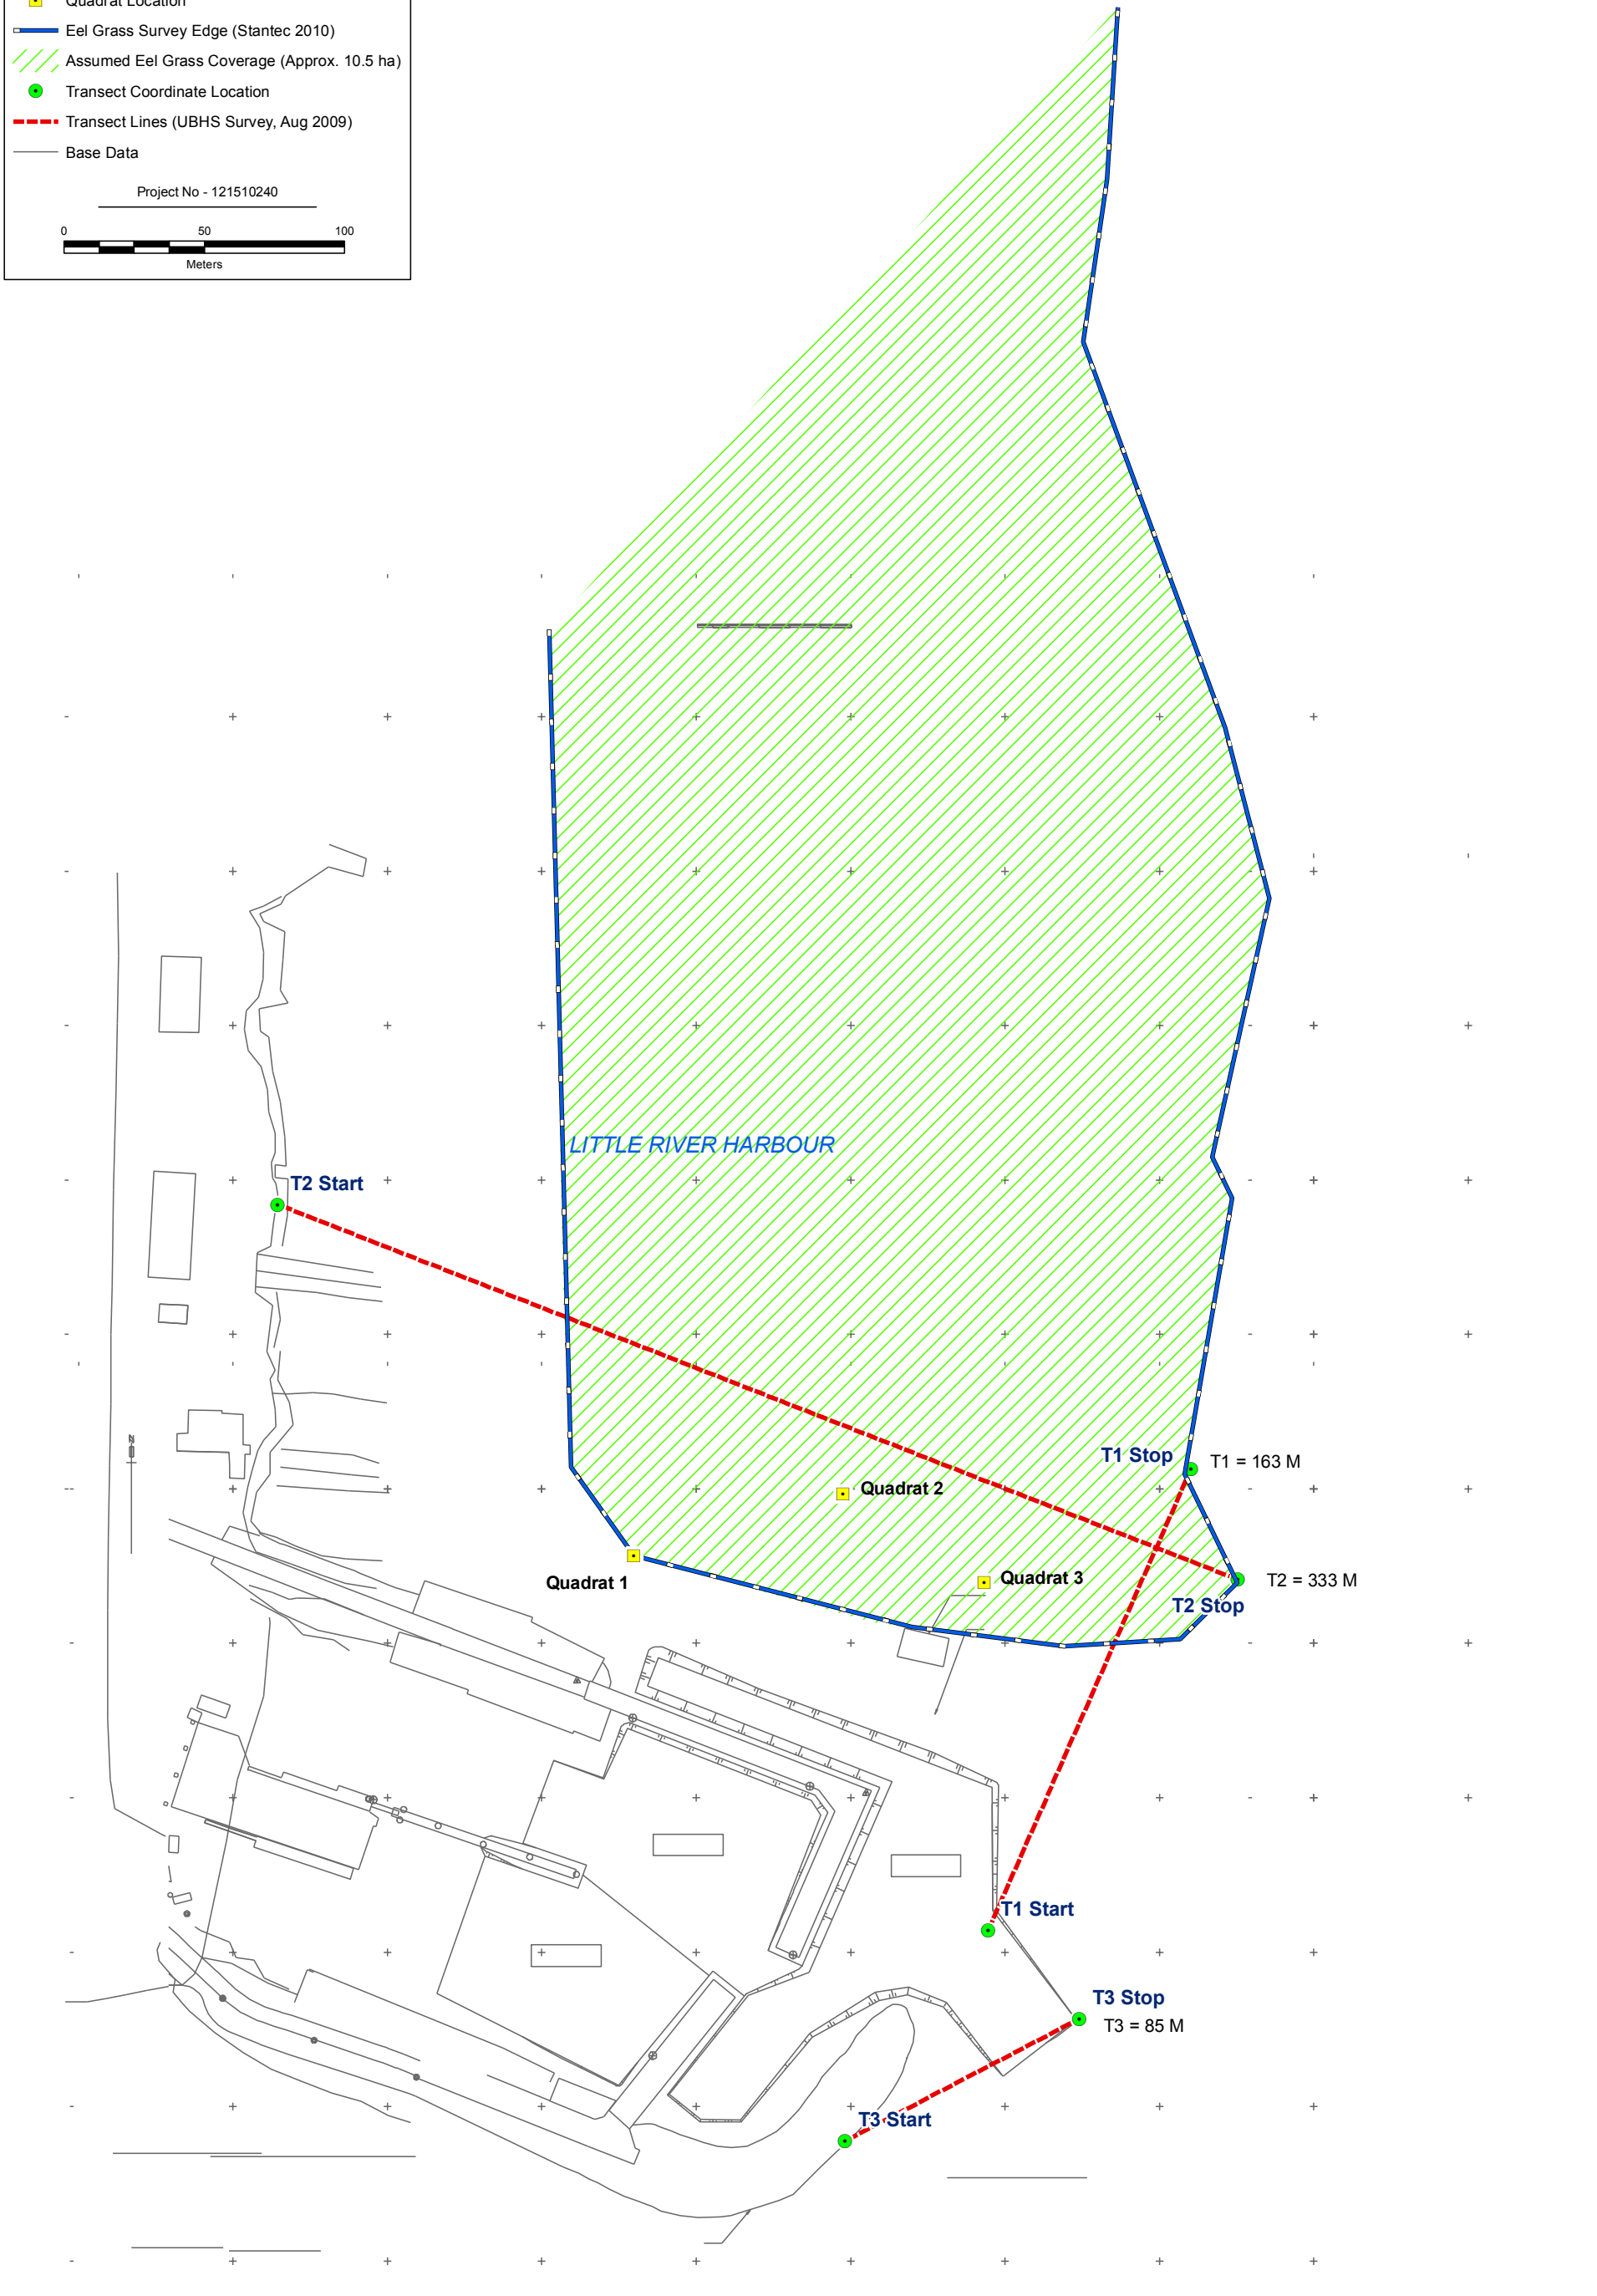 Quadrat Location
Eel Grass Survey Edge (Stantec 2010)
Assumed Eel Grass Coverage (Approx. 10.5 ha)
Transect Coordinate Location
Transect Lines (UBHS Survey, Aug 2009)
Base Data
Project No - 121510240
0 50 100
Meters
LITTLE RIVER HARBOUR
T2 Start
N
T1 Stop
T1 = 163 M
Quadrat 2
Quadrat 1
Quadrat 3
T2 = 333 M
T2 Stop
T1 Start
T3 Stop
T3 = 85 M
T3 Start